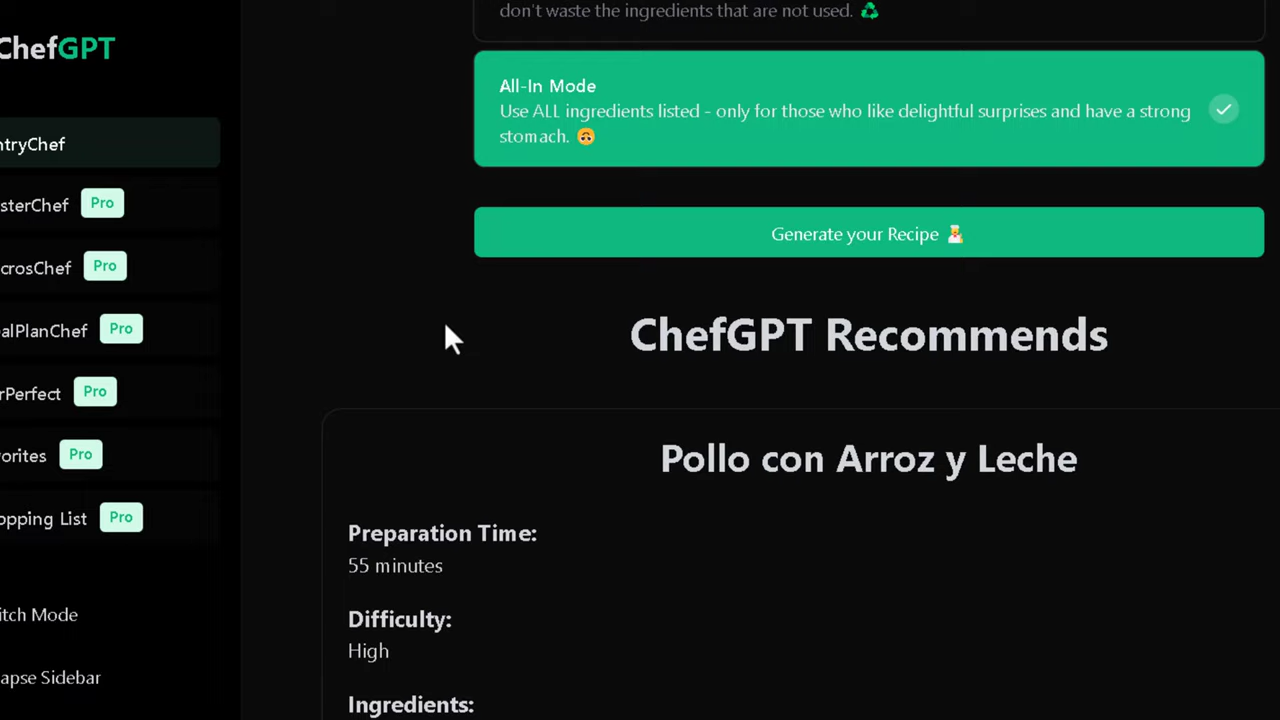 don't waste the ingredients that are not used. ♻
ChefGPT
All-In Mode
Use ALL ingredients listed - only for those who like delightful surprises and have a strong
stomach. 🙃
ntryChef
sterChef Pro
crosChef Pro
alPlanChef Pro
rPerfect Pro
orites Pro
opping List Pro
itch Mode
apse Sidebar
Generate your Recipe 👨‍🍳
ChefGPT Recommends
Pollo con Arroz y Leche
Preparation Time:
55 minutes
Difficulty:
High
Ingredients: